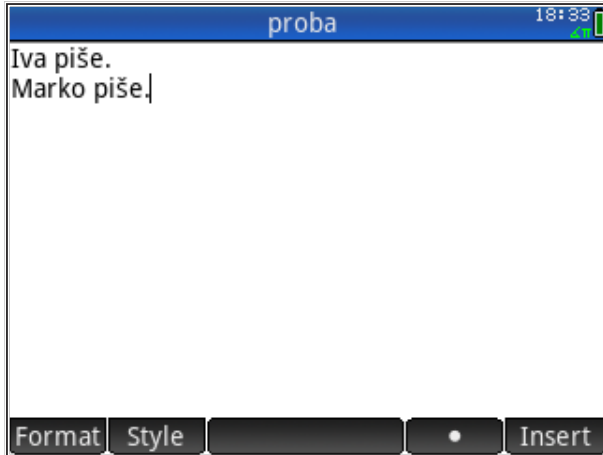 proba
18:33
∠π
Iva piše.
Marko piše.
Format Style • Insert